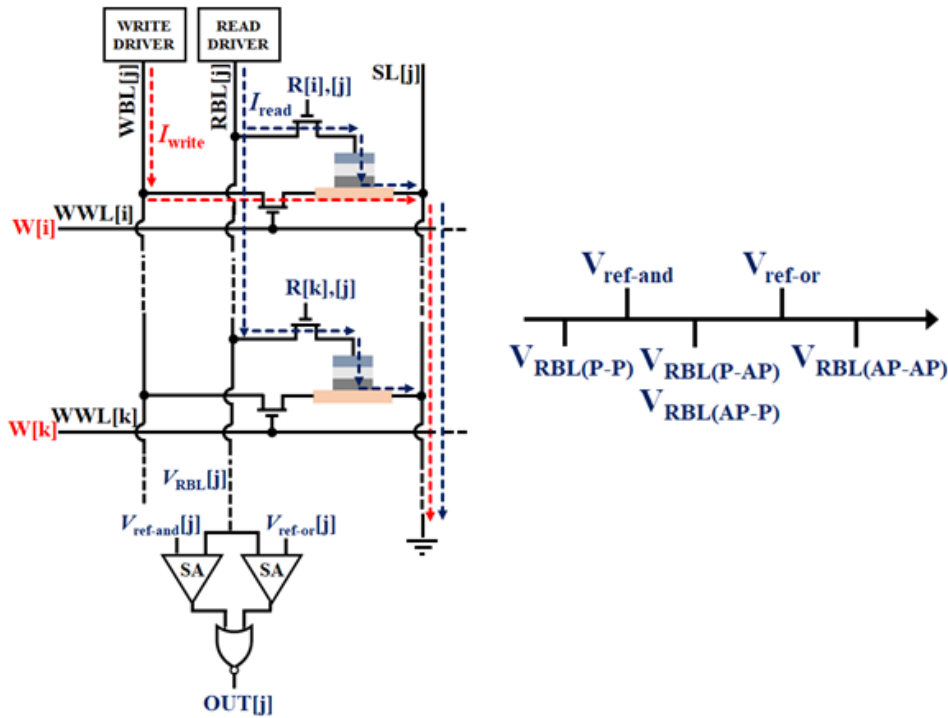 WRITE
DRIVER
READ
DRIVER
WBL[j]
RBL[j]
SL[j]
R[i],[j]
Iread
Iwrite
WWL[i]
W[i]
R[k],[j]
WWL[k]
W[k]
VRBL[j]
Vref-and[j]
Vref-or[j]
SA
SA
OUT[j]
Vref-and
Vref-or
VRBL(P-P)
VRBL(P-AP)
VRBL(AP-AP)
VRBL(AP-P)